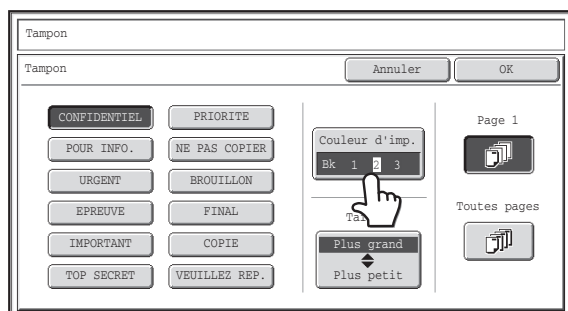 Tampon
Tampon
Annuler
OK
CONFIDENTIEL
PRIORITE
POUR INFO.
NE PAS COPIER
URGENT
BROUILLON
EPREUVE
FINAL
IMPORTANT
COPIE
TOP SECRET
VEUILLEZ REP.
Couleur d'imp.
Bk 1 2 3
Plus grand
Plus petit
Page 1
Toutes pages